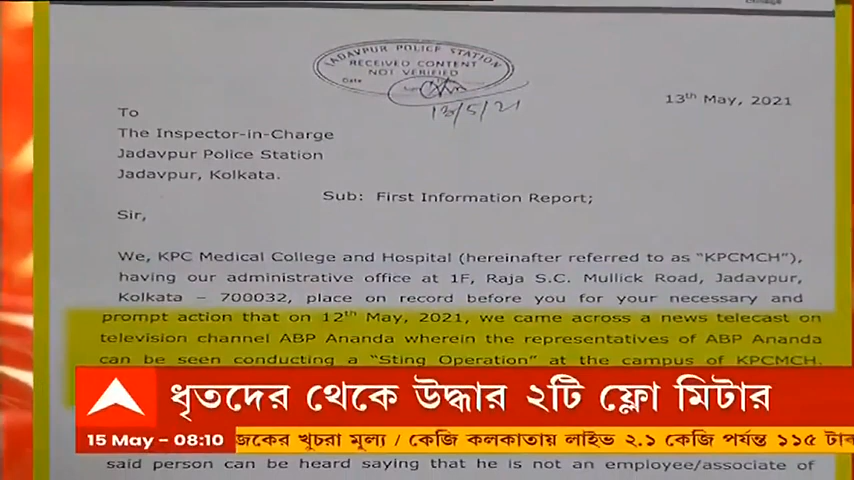 JADAVPUR POLICE STATION
RECEIVED CONTENT
NOT VERIFIED
Date
13/5/21
13th May, 2021
To
The Inspector-in-Charge
Jadavpur Police Station
Jadavpur, Kolkata.
Sub: First Information Report;
Sir,
We, KPC Medical College and Hospital (hereinafter referred to as “KPCMCH”),
having our administrative office at 1F, Raja S.C. Mullick Road, Jadavpur,
Kolkata – 700032, place on record before you for your necessary and
prompt action that on 12th May, 2021, we came across a news telecast on
television channel ABP Ananda wherein the representatives of ABP Ananda
can be seen conducting a “Sting Operation” at the campus of KPCMCH.
ধৃতদের থেকে উদ্ধার ২টি ফ্লো মিটার
15 May - 08:10
জকের খুচরা মূল্য / কেজি কলকাতায় লাইভ ২.১ কেজি পর্যন্ত ১১৫ টাক
said person can be heard saying that he is not an employee/associate of